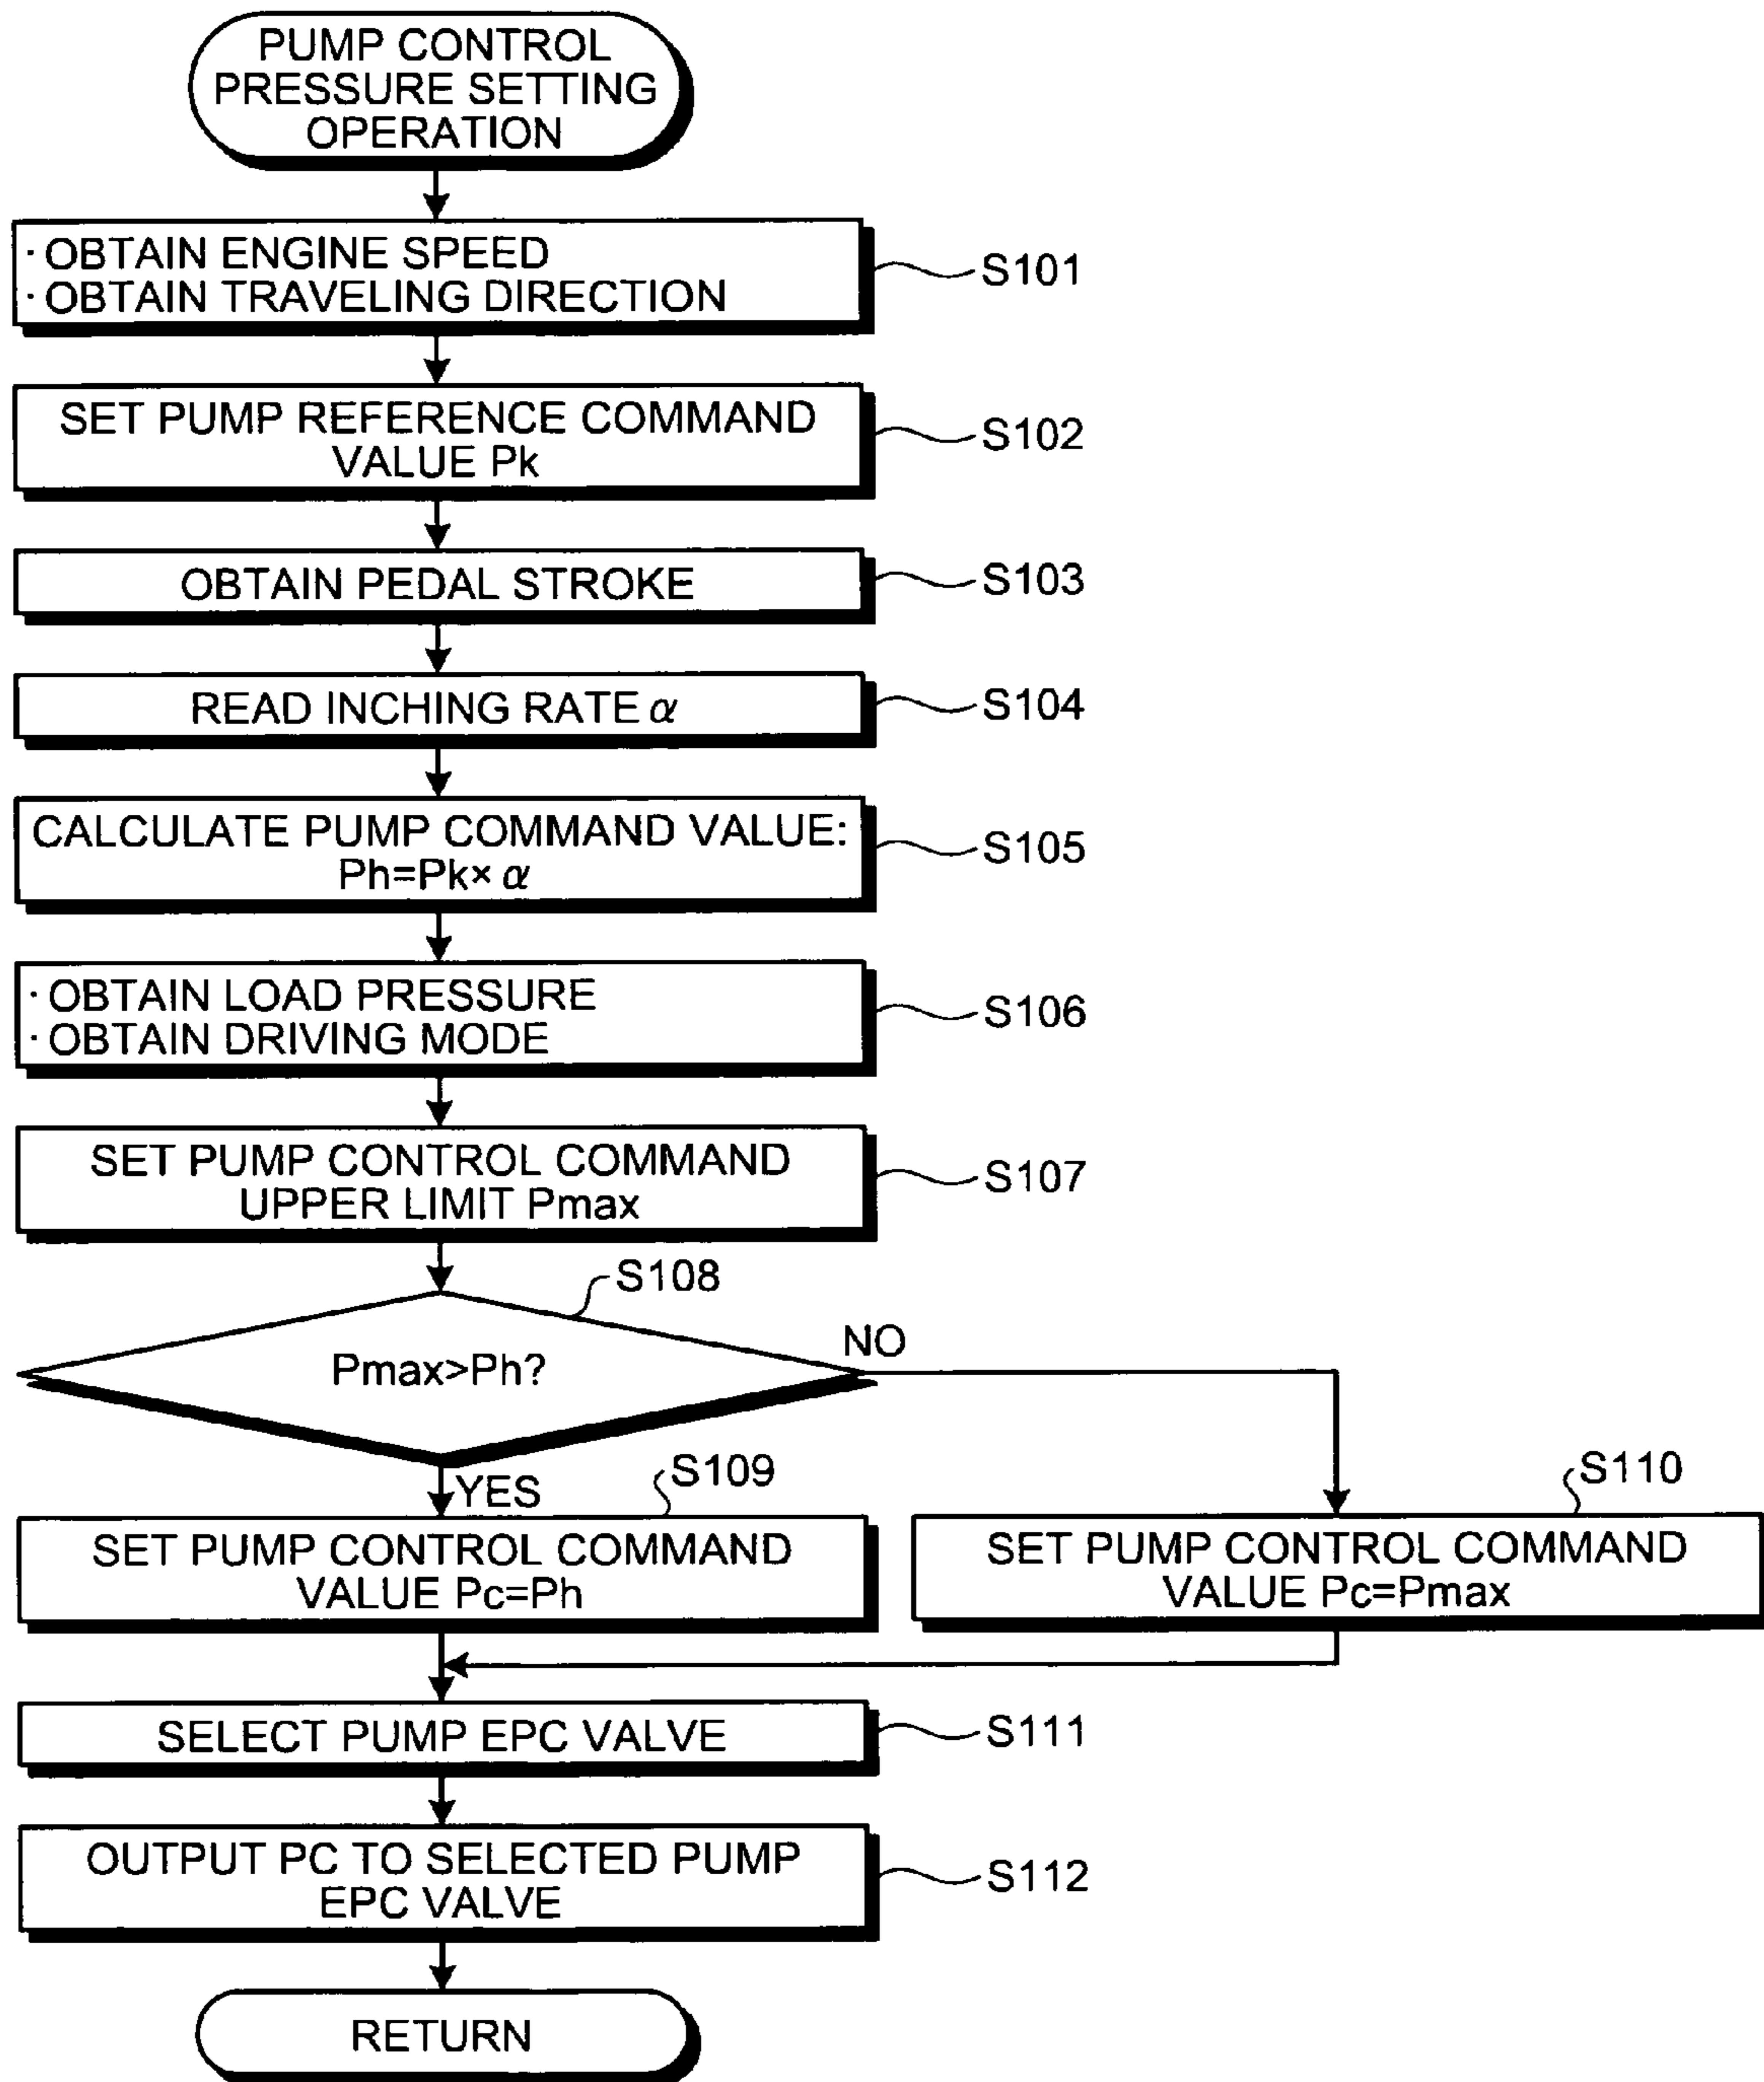 PUMP CONTROL
PRESSURE SETTING
OPERATION
· OBTAIN ENGINE SPEED
· OBTAIN TRAVELING DIRECTION
S101
SET PUMP REFERENCE COMMAND
VALUE Pk
S102
OBTAIN PEDAL STROKE
S103
READ INCHING RATE α
S104
CALCULATE PUMP COMMAND VALUE:
Ph=Pk× α
S105
· OBTAIN LOAD PRESSURE
· OBTAIN DRIVING MODE
S106
SET PUMP CONTROL COMMAND
UPPER LIMIT Pmax
S107
S108
Pmax>Ph?
NO
YES
S109
SET PUMP CONTROL COMMAND
VALUE Pc=Ph
S110
SET PUMP CONTROL COMMAND
VALUE Pc=Pmax
SELECT PUMP EPC VALVE
S111
OUTPUT PC TO SELECTED PUMP
EPC VALVE
S112
RETURN